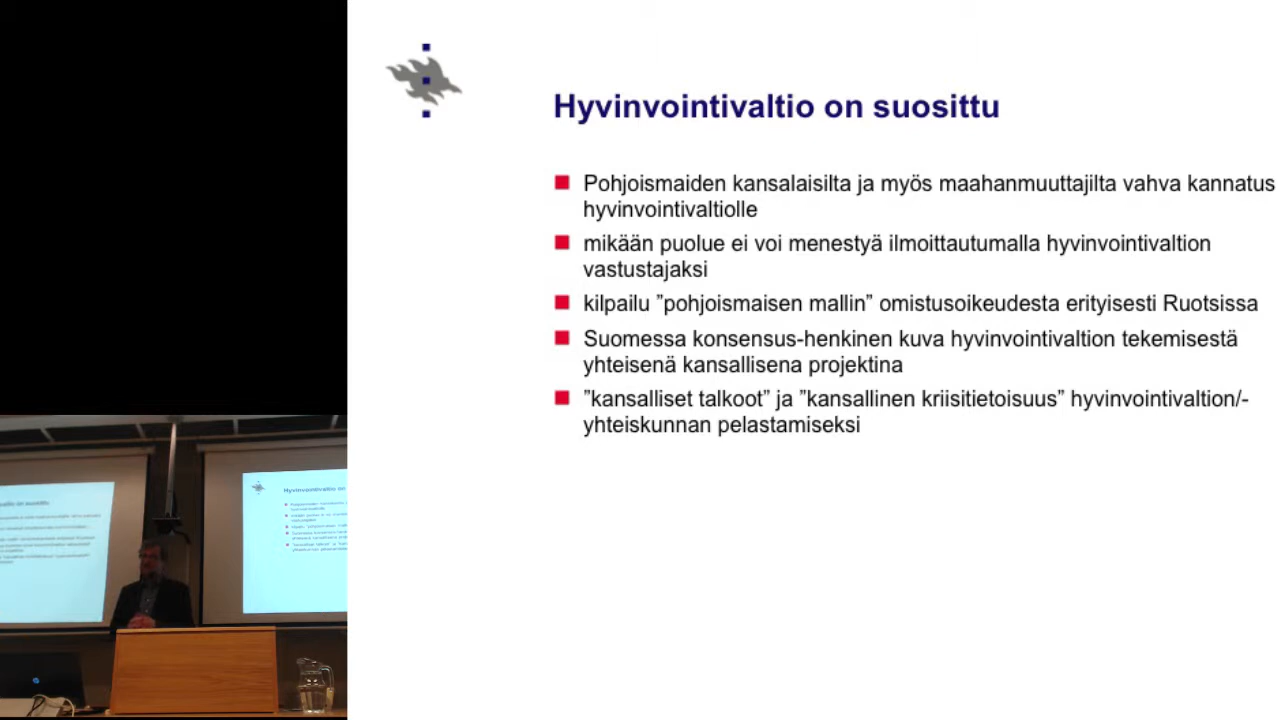 Hyvinvointivaltio on suosittu
Pohjoismaiden kansalaisilta ja myös maahanmuuttajilta vahva kannatus
hyvinvointivaltiolle
mikään puolue ei voi menestyä ilmoittautumalla hyvinvointivaltion
vastustajaksi
kilpailu ”pohjoismaisen mallin” omistusoikeudesta erityisesti Ruotsissa
Suomessa konsensus-henkinen kuva hyvinvointivaltion tekemisestä
yhteisenä kansallisena projektina
”kansalliset talkoot” ja ”kansallinen kriisitietoisuus” hyvinvointivaltion/-
yhteiskunnan pelastamiseksi
Hyvinvointivaltio on